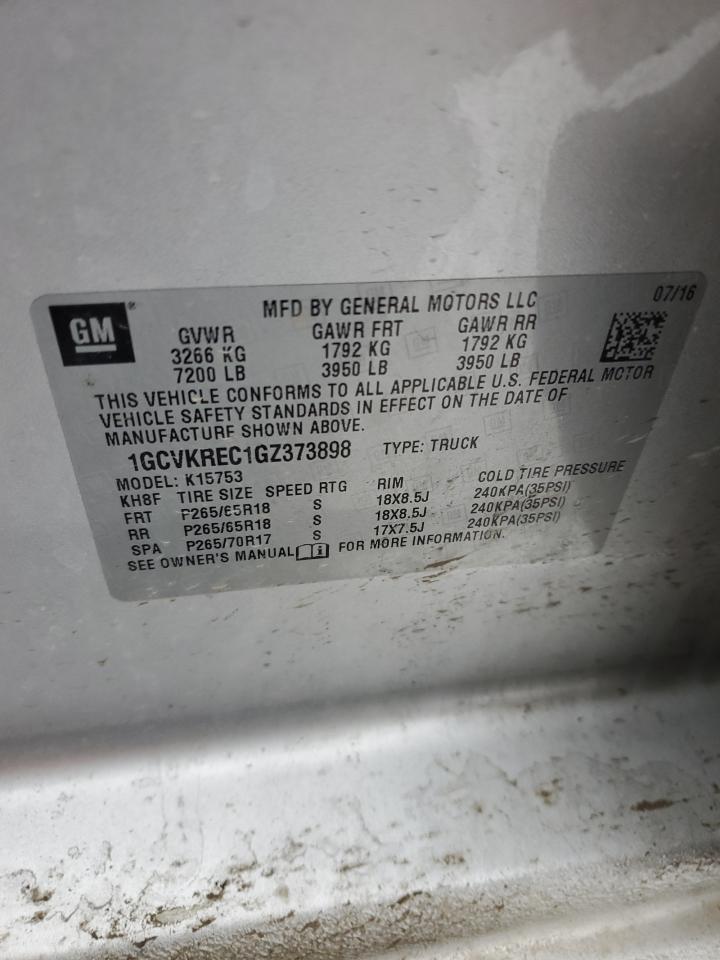 GM®
MFD BY GENERAL MOTORS LLC 07/16
GVWR GAWR FRT GAWR RR
3266 KG 1792 KG 1792 KG
7200 LB 3950 LB 3950 LB
THIS VEHICLE CONFORMS TO ALL APPLICABLE U.S. FEDERAL MOTOR
VEHICLE SAFETY STANDARDS IN EFFECT ON THE DATE OF
MANUFACTURE SHOWN ABOVE.
1GCVKREC1GZ373898 TYPE: TRUCK
MODEL: K15753
KH8F TIRE SIZE SPEED RTG RIM COLD TIRE PRESSURE
FRT P265/65R18 S 18X8.5J 240KPA(35PSI)
RR P265/65R18 S 18X8.5J 240KPA(35PSI)
SPA P265/70R17 S 17X7.5J 240KPA(35PSI)
SEE OWNER'S MANUAL FOR MORE INFORMATION.